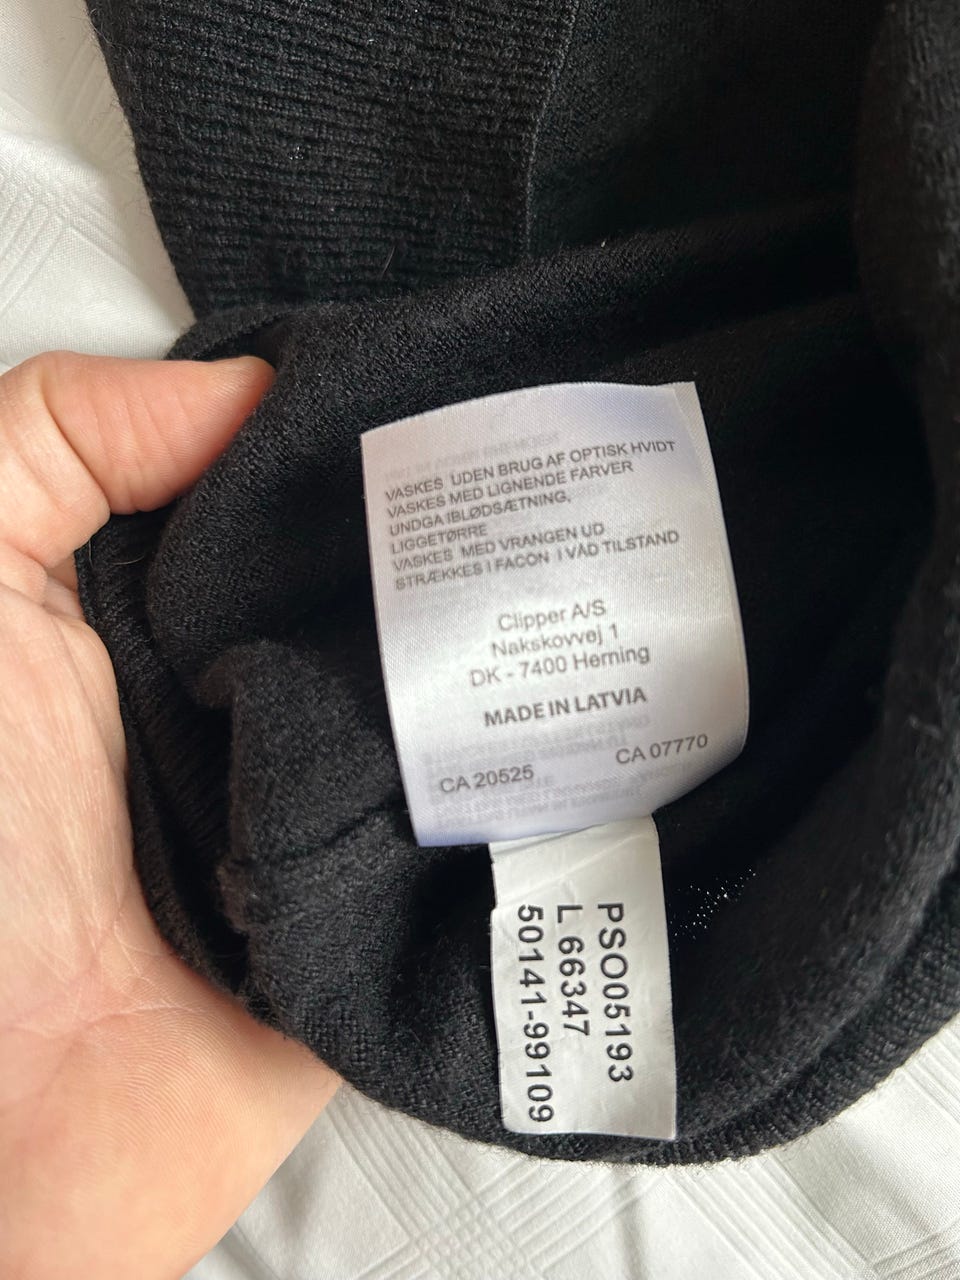 VASKES UDEN BRUG AF OPTISK HVIDT
VASKES MED LIGNENDE FARVER
UNDGA IBLØDSÆTNING,
LIGGETØRRE
VASKES MED VRANGEN UD
STRÆKKES I FACON I VÅD TILSTAND
Clipper A/S
Nakskovvej 1
DK - 7400 Herning
MADE IN LATVIA
CA 20525
CA 07770
PSO05193
L 66347
50141-99109